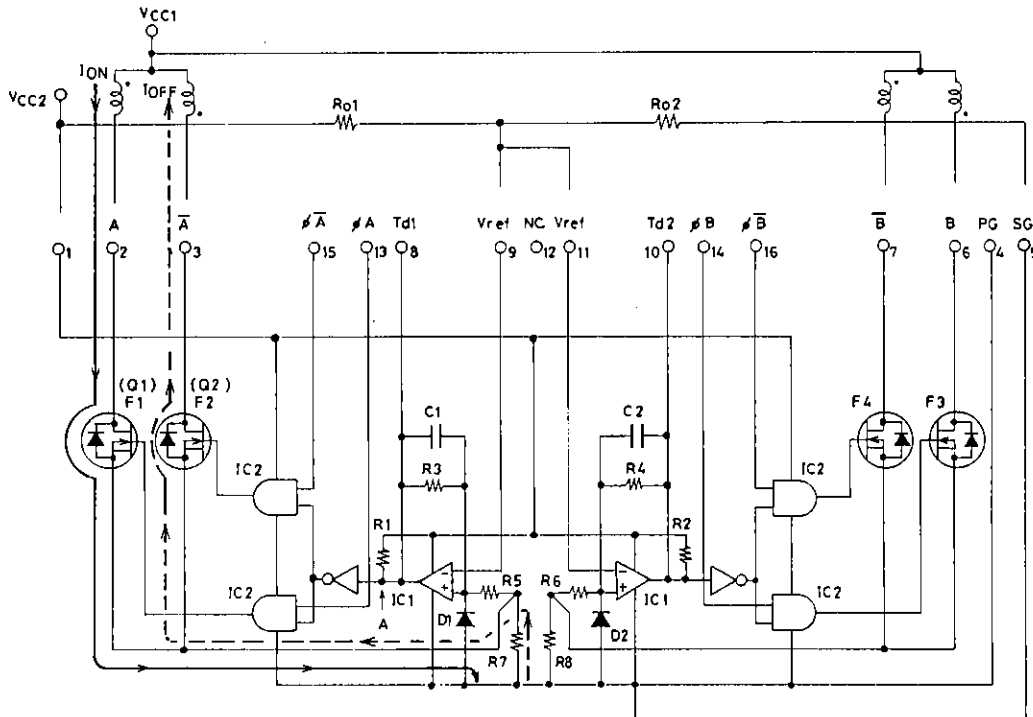 VCC1
ION
IOFF
VCC2
Ro1
Ro2
A
A̅
ϕA̅
ϕA
Td1
Vref
NC
Vref
Td2
ϕB
ϕB̅
B̅
B
PG
SG
1
2
3
15
13
8
9
12
11
10
14
16
7
6
4
5
(Q1)
F1
(Q2)
F2
F4
F3
C1
C2
IC2
R3
R4
IC2
R1
R2
IC2
R5
R6
IC1
IC1
IC2
A
D1
D2
R7
R8